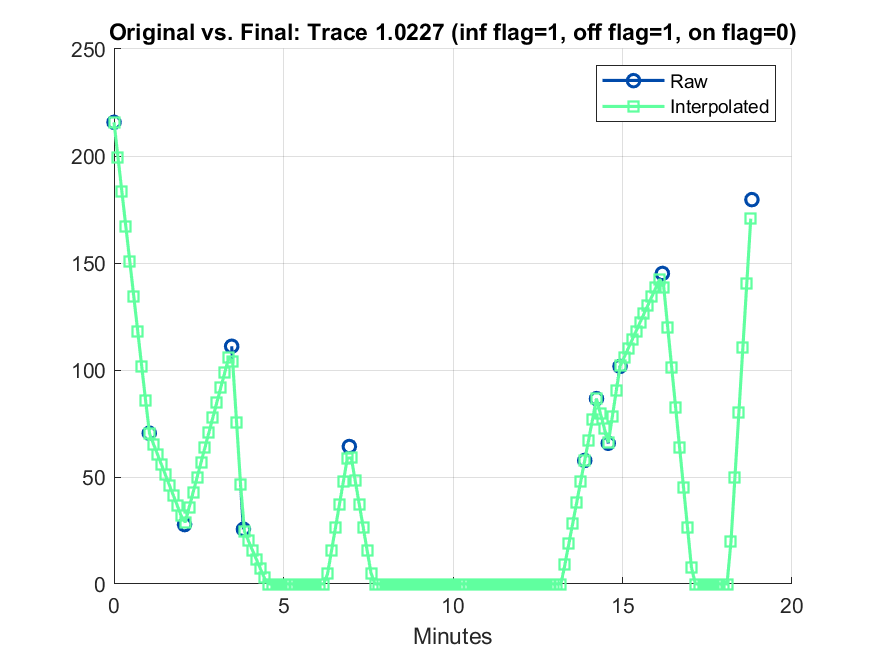 Original vs. Final: Trace 1.0227 (inf flag=1, off flag=1, on flag=0)
250
200
150
100
50
0
Raw
Interpolated
0 5 10 15 20
Minutes